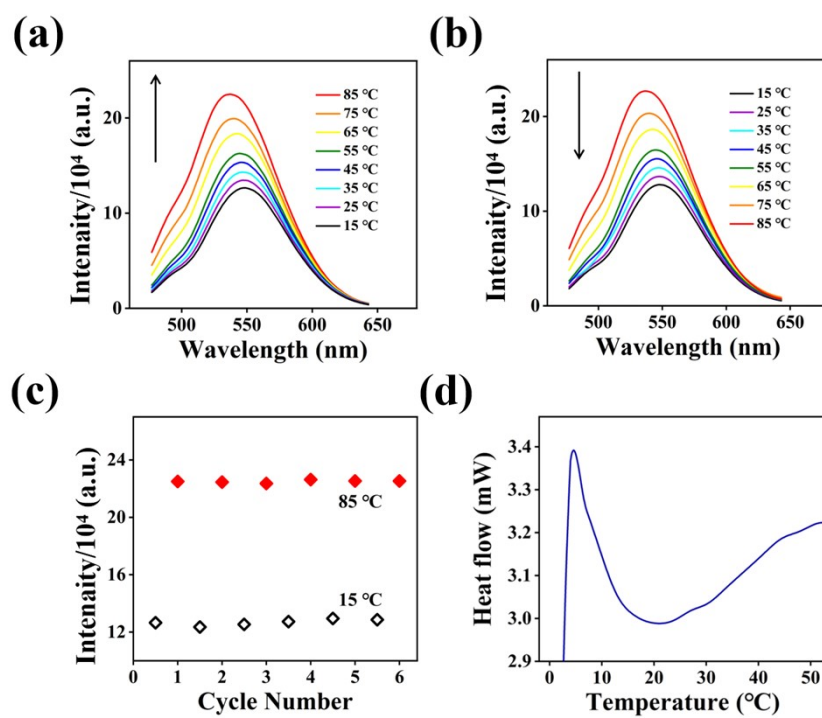 (a)
Intenaity/10⁴ (a.u.)
20
10
0
500 550 600 650
Wavelength (nm)
85 °C
75 °C
65 °C
55 °C
45 °C
35 °C
25 °C
15 °C
(b)
Intenaity/10⁴ (a.u.)
20
10
0
500 550 600 650
Wavelength (nm)
15 °C
25 °C
35 °C
45 °C
55 °C
65 °C
75 °C
85 °C
(c)
Intenaity/10⁴ (a.u.)
24
22
16
12
0 1 2 3 4 5 6
Cycle Number
85 °C
15 °C
(d)
Heat flow (mW)
3.4
3.3
3.2
3.1
3.0
2.9
0 10 20 30 40 50
Temperature (°C)